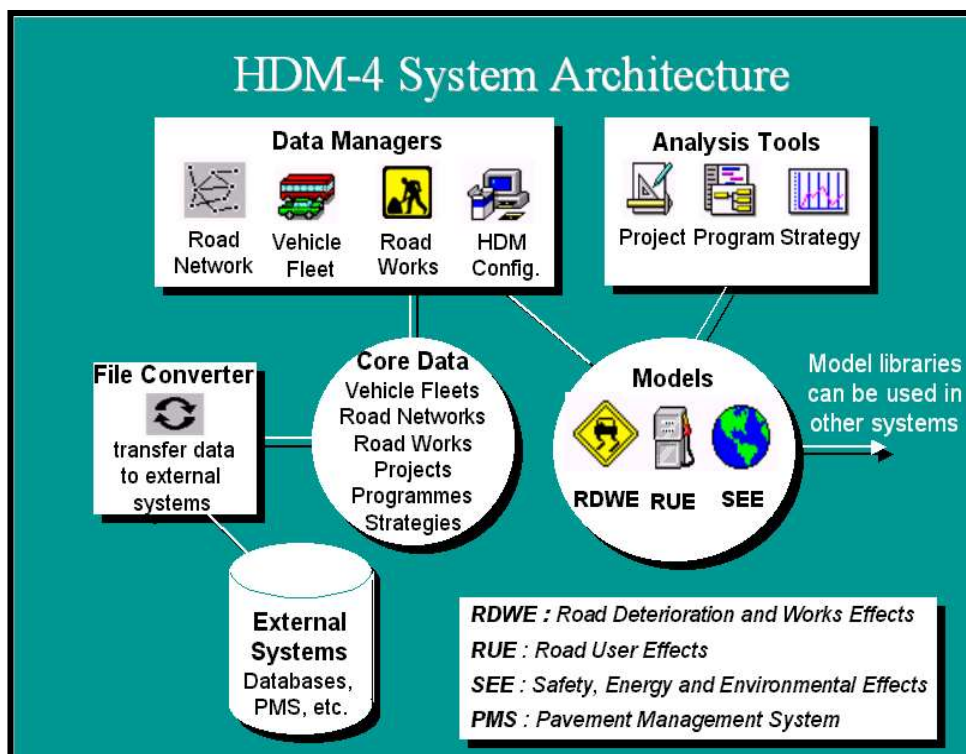 HDM-4 System Architecture
Data Managers
Road
Network
Vehicle
Fleet
Road
Works
HDM
Config.
Analysis Tools
Project
Program
Strategy
File Converter
transfer data
to external
systems
Core Data
Vehicle Fleets
Road Networks
Road Works
Projects
Programmes
Strategies
Models
RDWE
RUE
SEE
Model libraries
can be used in
other systems
External
Systems
Databases,
PMS, etc.
RDWE : Road Deterioration and Works Effects
RUE : Road User Effects
SEE : Safety, Energy and Environmental Effects
PMS : Pavement Management System